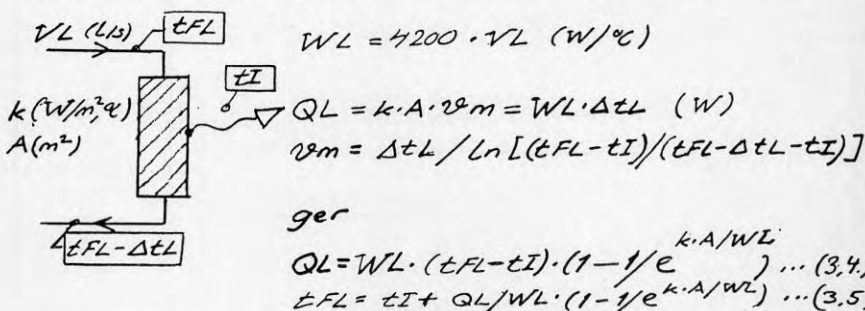 VL (L/s)
tFL
WL = 4200 · VL (W/°C)
tI
k (W/m²,°C)
A (m²)
QL = k·A·𝜗m = WL·ΔtL (W)
𝜗m = ΔtL / ln [(tFL-tI)/(tFL-ΔtL-tI)]
ger
tFL-ΔtL
QL = WL · (tFL-tI) · (1-1/e^{k·A/WL}) ... (3,4.
tFL = tI + QL/WL · (1-1/e^{k·A/WL}) ... (3,5